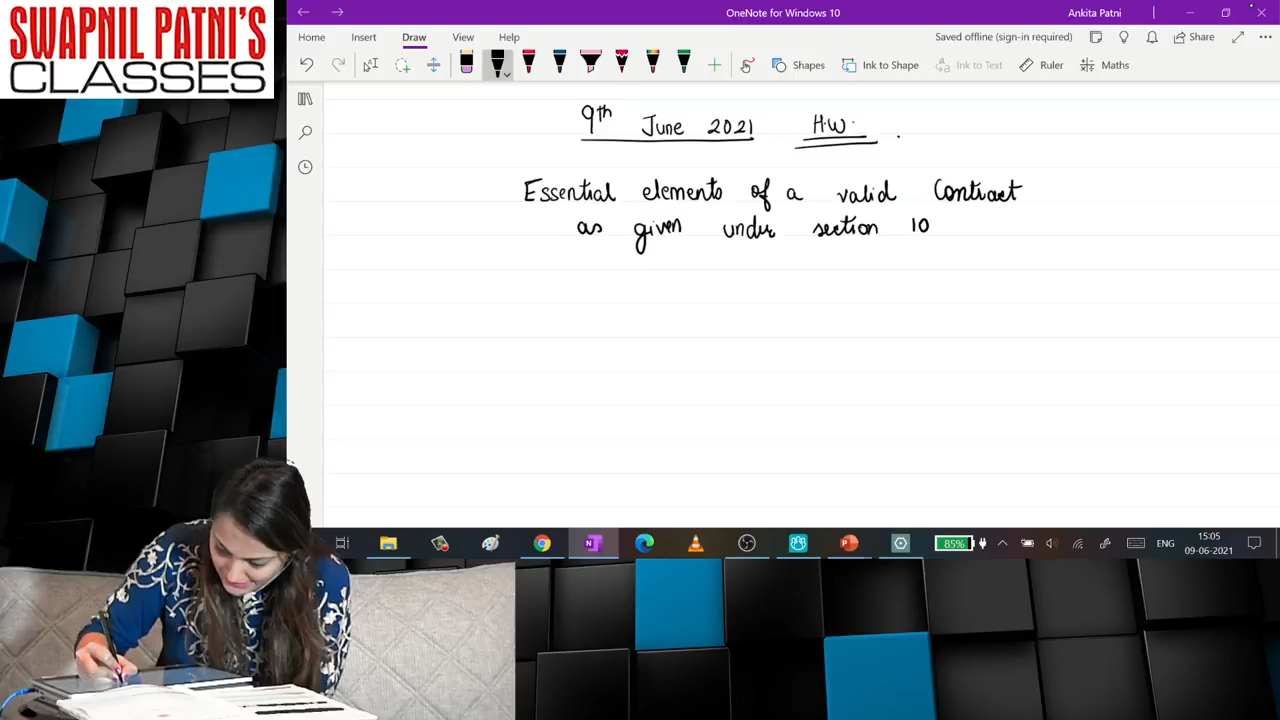 SWAPNIL PATNI'S
CLASSES
OneNote for Windows 10
Ankita Patni
Home Insert Draw View Help
Saved offline (sign-in required)
Share
Shapes
Ink to Shape
Ink to Text
Ruler
Maths
9th June 2021 H.W.
Essential elements of a valid Contract
as given under section 10
85%
ENG
15:05
09-06-2021